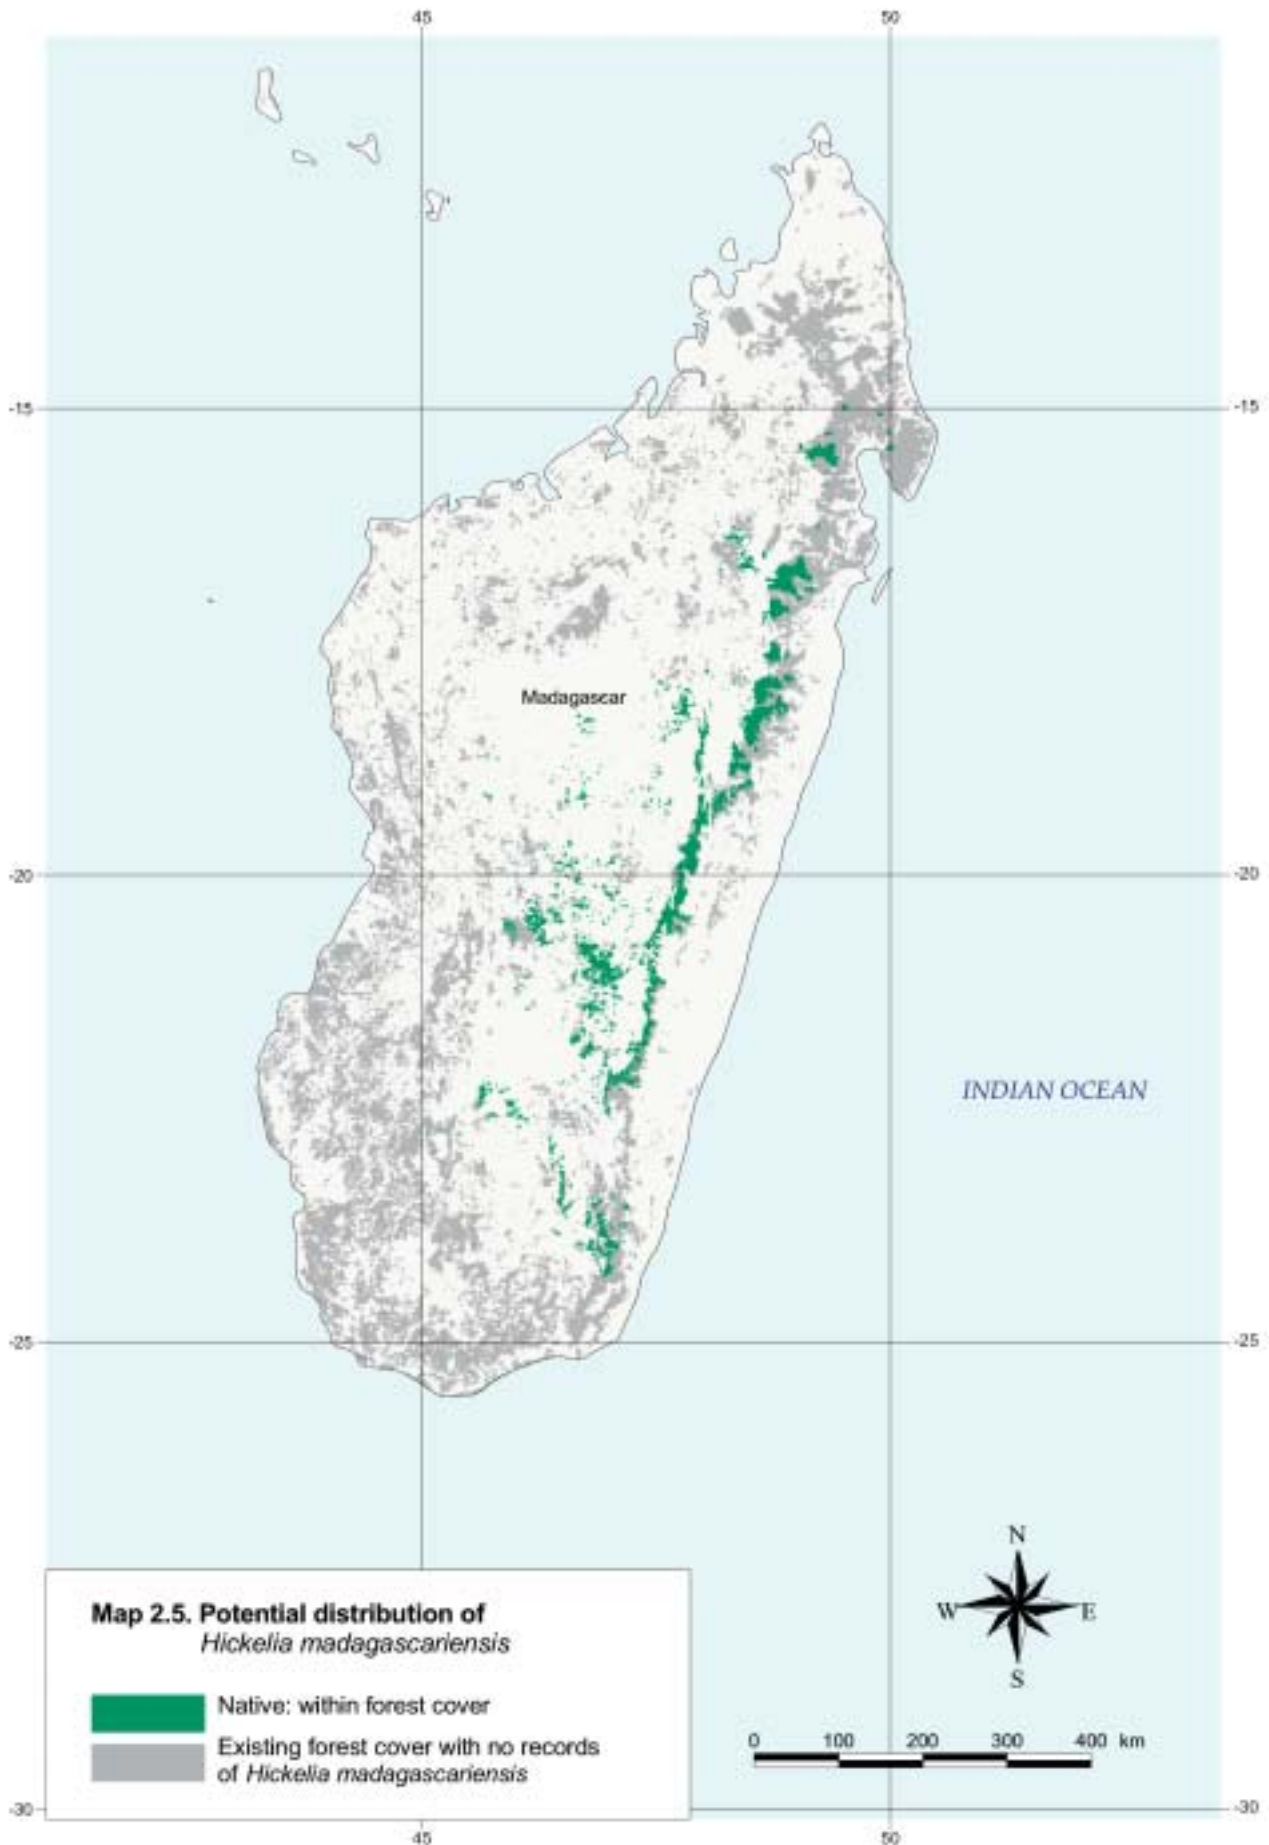 45 50
-15 -15
Madagascar
-20 -20
INDIAN OCEAN
-25 -25
N
W E
S
Map 2.5. Potential distribution of
Hickelia madagascariensis
Native: within forest cover
Existing forest cover with no records
of Hickelia madagascariensis
0 100 200 300 400 km
-30 -30
45 50